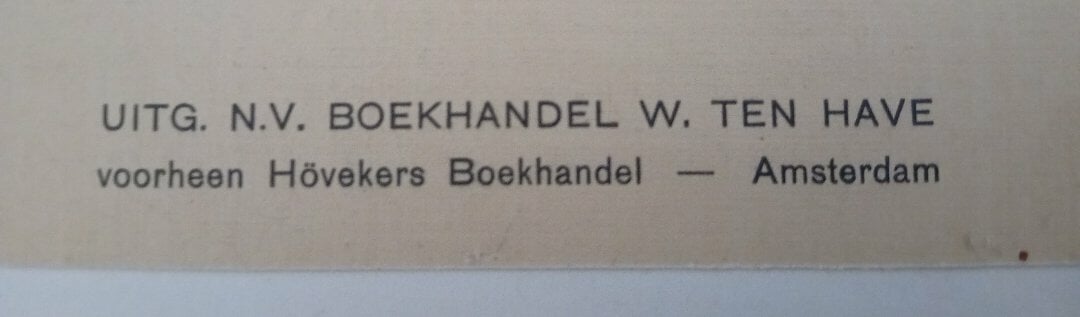 UITG. N.V. BOEKHANDEL W. TEN HAVE
voorheen Hövekers Boekhandel — Amsterdam